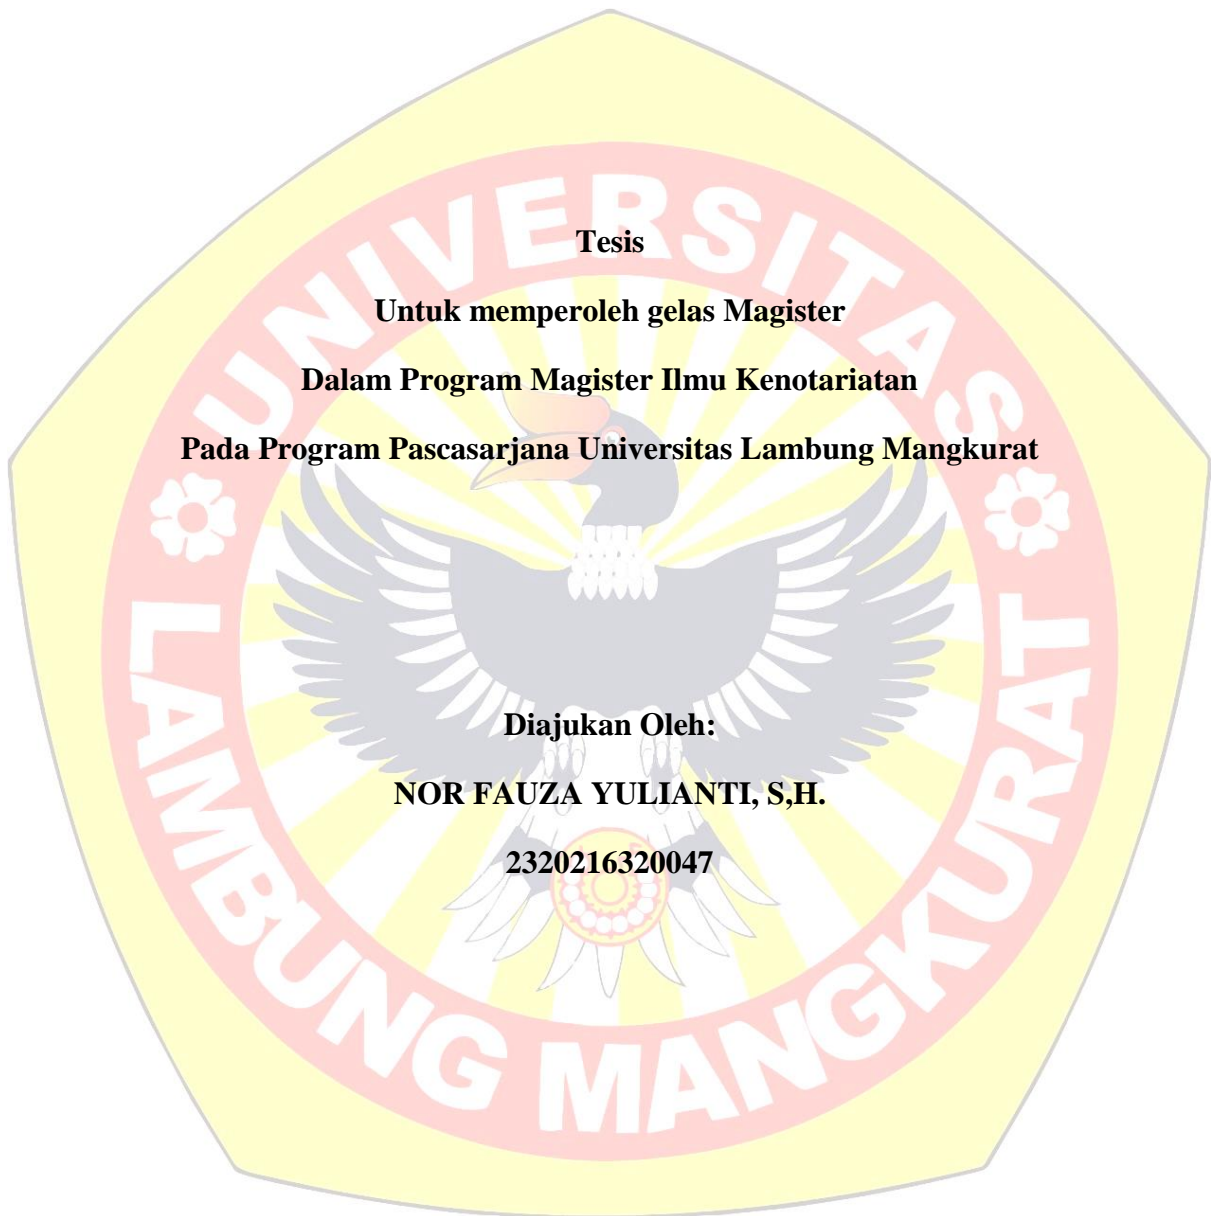 UNIVERSITAS
Tesis
Untuk memperoleh gelas Magister
Dalam Program Magister Ilmu Kenotariatan
Pada Program Pascasarjana Universitas Lambung Mangkurat
Diajukan Oleh:
NOR FAUZA YULIANTI, S,H.
2320216320047
LAMBUNG MANGKURAT